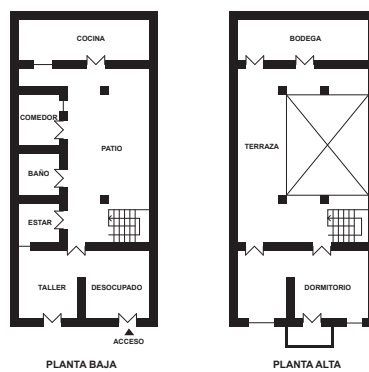 COCINA
COMEDOR
PATIO
BAÑO
ESTAR
TALLER
DESOCUPADO
ACCESO
PLANTA BAJA
BODEGA
TERRAZA
DORMITORIO
PLANTA ALTA